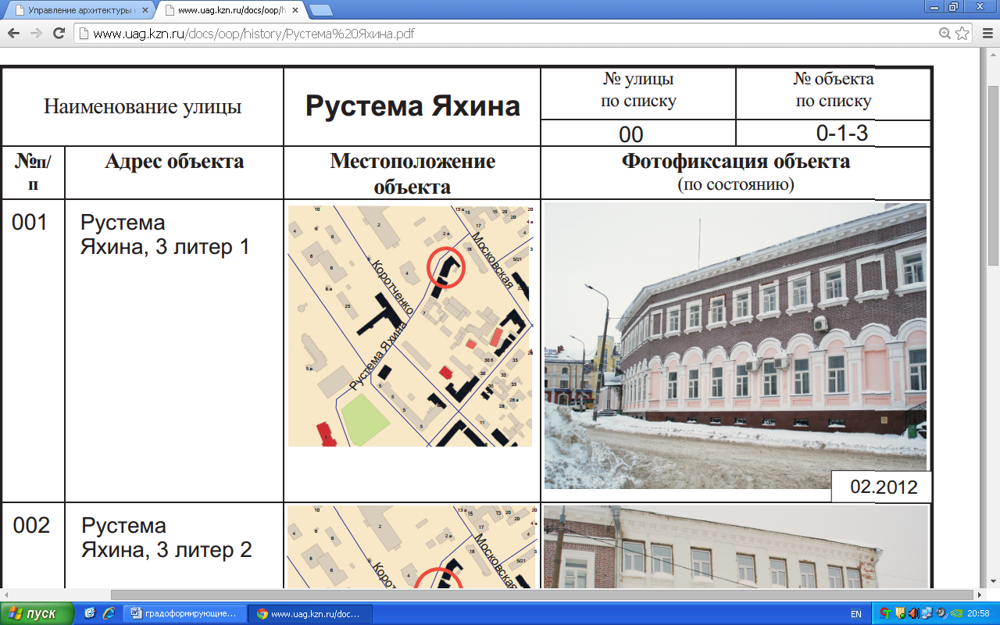 Управление архитектуры
www.uag.kzn.ru/docs/oop/h
www.uag.kzn.ru/docs/oop/history/Рустема%20Яхина.pdf
Наименование улицы
Рустема Яхина
№ улицы
по списку
№ объекта
по списку
00
0-1-3
№п/
п
Адрес объекта
Местоположение
объекта
Фотофиксация объекта
(по состоянию)
001
Рустема
Яхина, 3 литер 1
Коротченко
Московская
Рустема Яхина
02.2012
002
Рустема
Яхина, 3 литер 2
Московская
пуск
градоформирующие...
www.uag.kzn.ru/doc...
EN
20:58